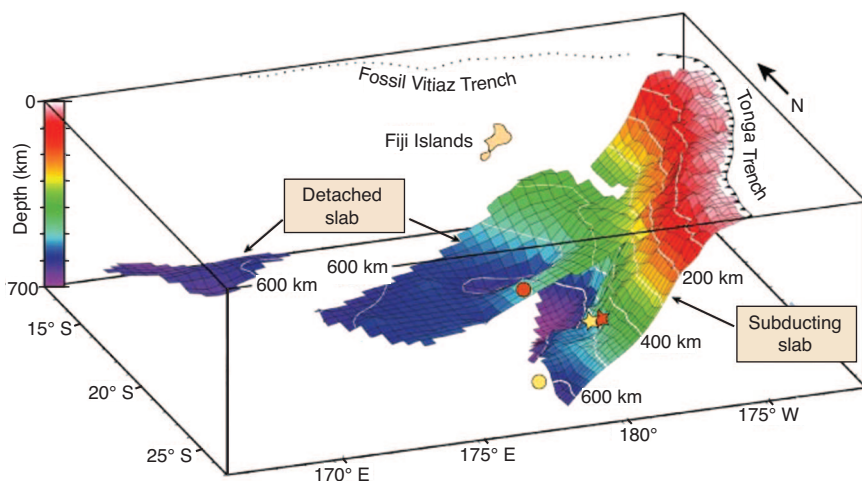 Fossil Vitiaz Trench
N
0
Tonga Trench
Fiji Islands
Depth (km)
Detached
slab
600 km
600 km
200 km
700
15° S
Subducting
slab
400 km
20° S
600 km
175° W
180°
25° S
175° E
170° E